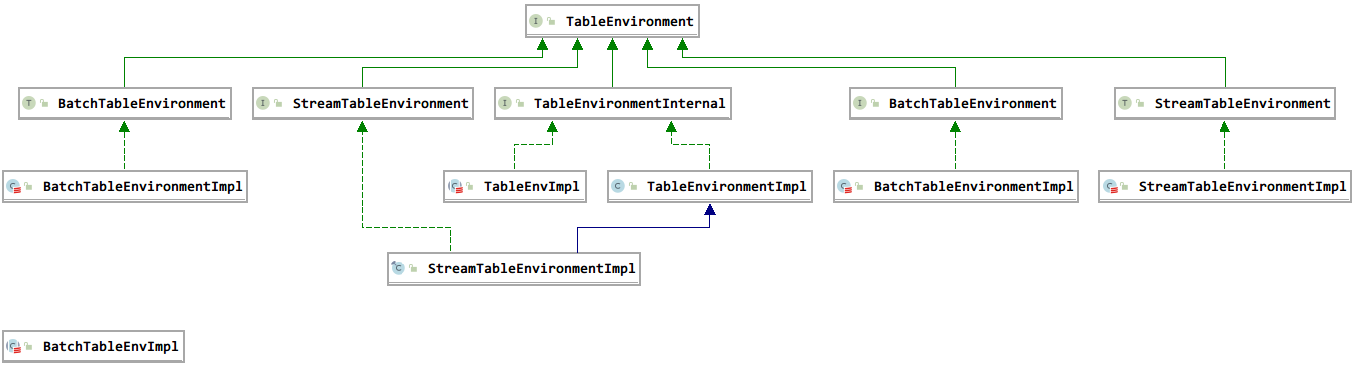 I TableEnvironment
T BatchTableEnvironment
I StreamTableEnvironment
I TableEnvironmentInternal
I BatchTableEnvironment
T StreamTableEnvironment
C BatchTableEnvironmentImpl
C TableEnvImpl
C TableEnvironmentImpl
C BatchTableEnvironmentImpl
C StreamTableEnvironmentImpl
C StreamTableEnvironmentImpl
C BatchTableEnvImpl